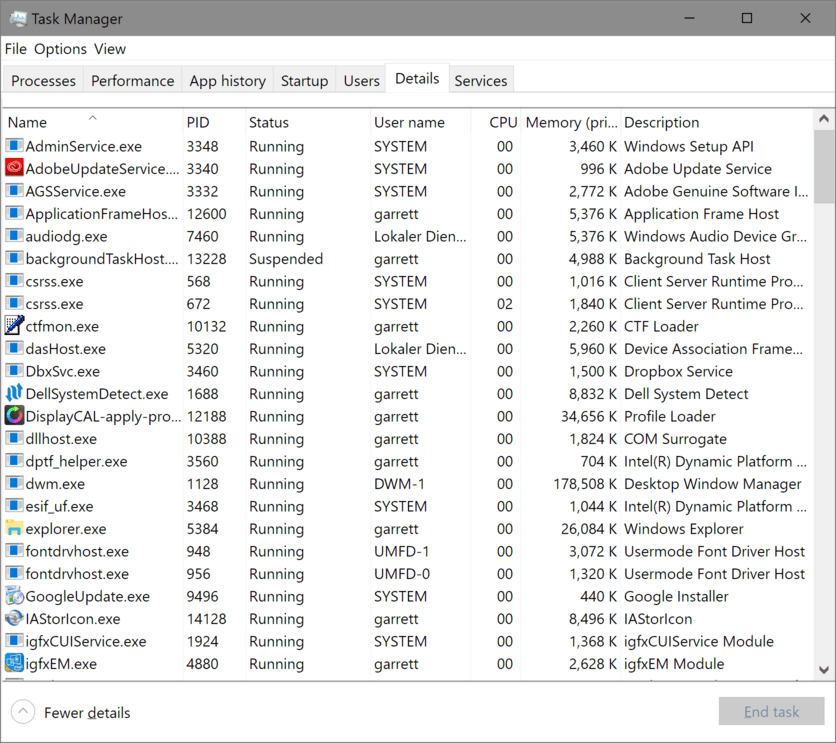 Task Manager
File Options View
Processes Performance App history Startup Users Details Services
Name PID Status User name CPU Memory (pri... Description
AdminService.exe 3348 Running SYSTEM 00 3,460 K Windows Setup API
AdobeUpdateService.... 3340 Running SYSTEM 00 996 K Adobe Update Service
AGSService.exe 3332 Running SYSTEM 00 2,772 K Adobe Genuine Software I...
ApplicationFrameHos... 12600 Running garrett 00 5,376 K Application Frame Host
audiodg.exe 7460 Running Lokaler Dien... 00 5,376 K Windows Audio Device Gr...
backgroundTaskHost.... 13228 Suspended garrett 00 4,988 K Background Task Host
csrss.exe 568 Running SYSTEM 00 1,016 K Client Server Runtime Pro...
csrss.exe 672 Running SYSTEM 02 1,840 K Client Server Runtime Pro...
ctfmon.exe 10132 Running garrett 00 2,260 K CTF Loader
dasHost.exe 5320 Running Lokaler Dien... 00 5,960 K Device Association Frame...
DbxSvc.exe 3460 Running SYSTEM 00 1,500 K Dropbox Service
DellSystemDetect.exe 1688 Running garrett 00 8,832 K Dell System Detect
DisplayCAL-apply-pro... 12188 Running garrett 00 34,656 K Profile Loader
dllhost.exe 10388 Running garrett 00 1,824 K COM Surrogate
dptf_helper.exe 3560 Running garrett 00 704 K Intel(R) Dynamic Platform ...
dwm.exe 1128 Running DWM-1 00 178,508 K Desktop Window Manager
esif_uf.exe 3468 Running SYSTEM 00 1,044 K Intel(R) Dynamic Platform ...
explorer.exe 5384 Running garrett 00 26,084 K Windows Explorer
fontdrvhost.exe 948 Running UMFD-1 00 3,072 K Usermode Font Driver Host
fontdrvhost.exe 956 Running UMFD-0 00 1,320 K Usermode Font Driver Host
GoogleUpdate.exe 9496 Running SYSTEM 00 440 K Google Installer
IAStorIcon.exe 14128 Running garrett 00 8,496 K IAStorIcon
igfxCUIService.exe 1924 Running SYSTEM 00 1,368 K igfxCUIService Module
igfxEM.exe 4880 Running garrett 00 2,628 K igfxEM Module
Fewer details End task